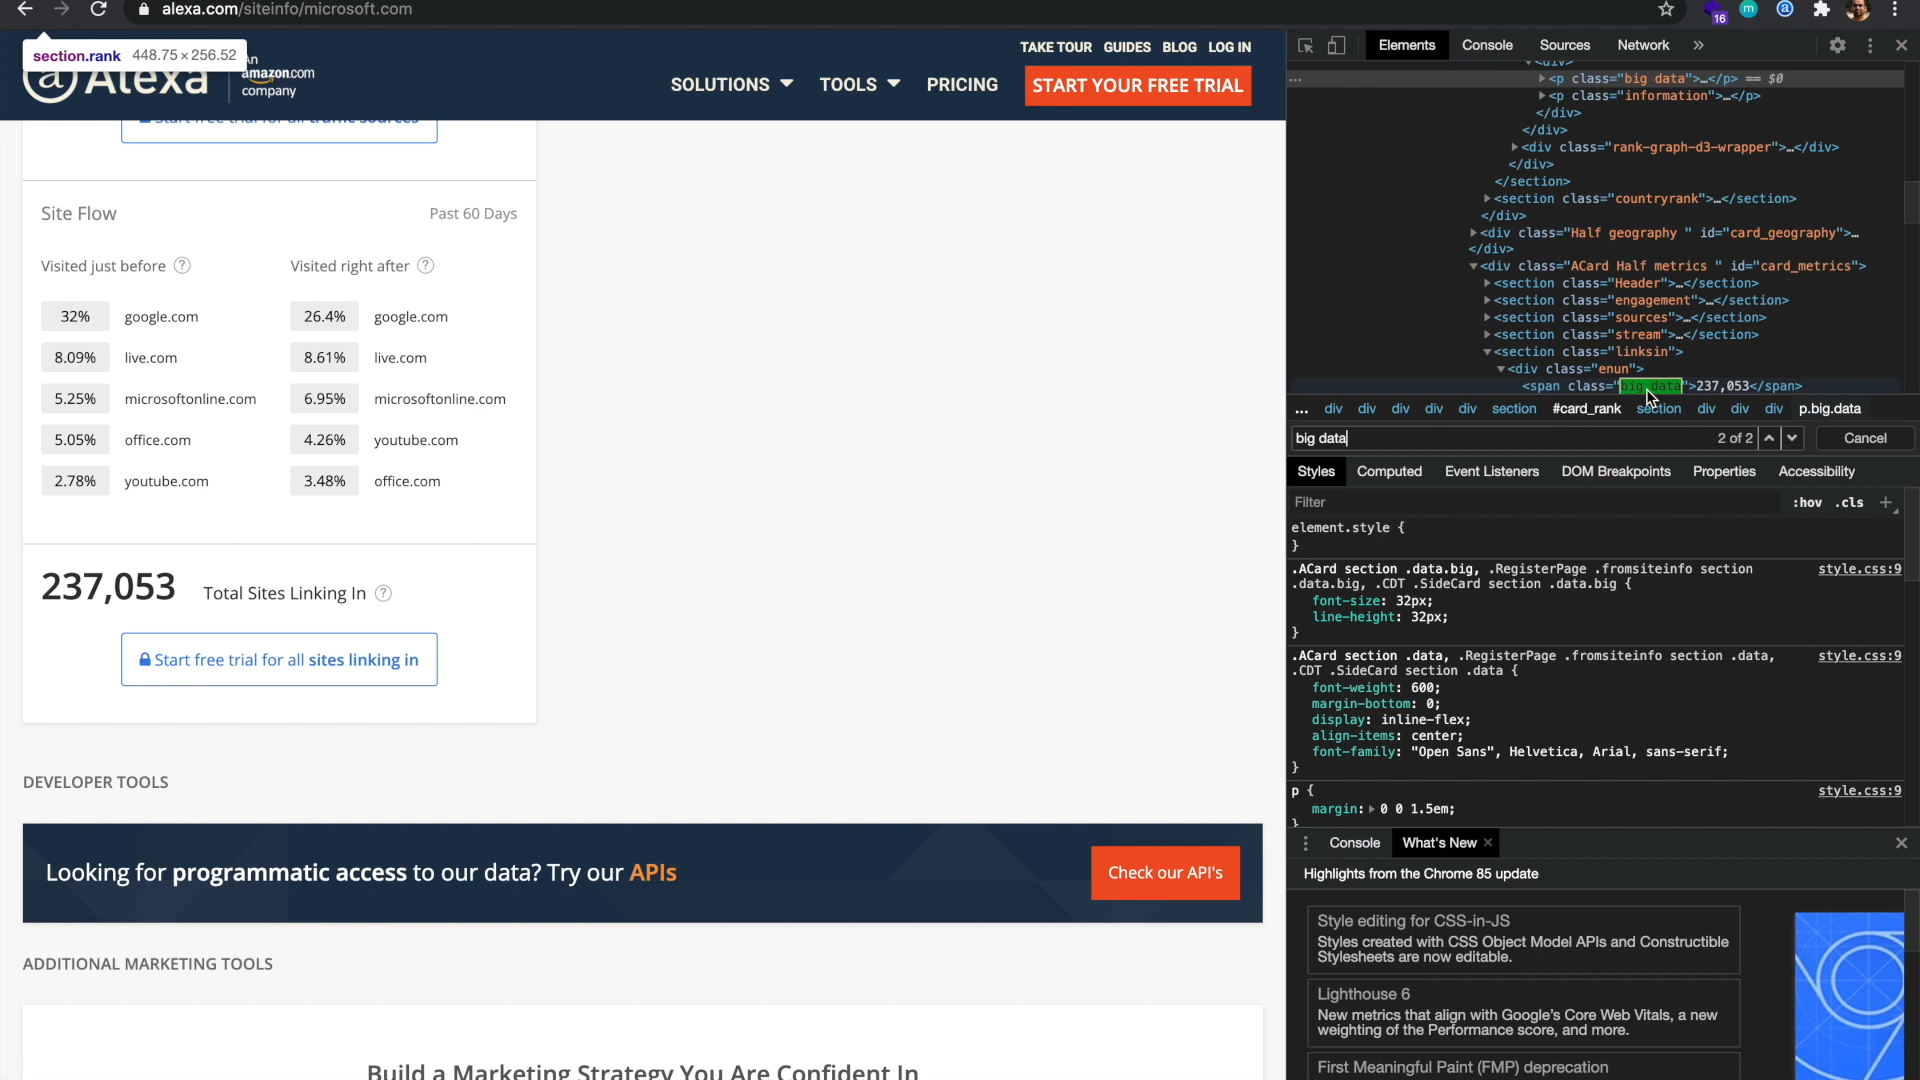 alexa.com/siteinfo/microsoft.com
16
m
a
section.rank 448.75×256.52
Alexa
An
amazon.com
company
TAKE TOUR GUIDES BLOG LOG IN
SOLUTIONS TOOLS PRICING START YOUR FREE TRIAL
Start free trial for all traffic sources
Site Flow Past 60 Days
Visited just before ? Visited right after ?
32% google.com 26.4% google.com
8.09% live.com 8.61% live.com
5.25% microsoftonline.com 6.95% microsoftonline.com
5.05% office.com 4.26% youtube.com
2.78% youtube.com 3.48% office.com
237,053 Total Sites Linking In ?
Start free trial for all sites linking in
DEVELOPER TOOLS
Looking for programmatic access to our data? Try our APIs Check our API's
ADDITIONAL MARKETING TOOLS
Build a Marketing Strategy You Are Confident In
Elements Console Sources Network »
<div>
… <p class="big data">…</p> == $0
<p class="information">…</p>
</div>
</div>
<div class="rank-graph-d3-wrapper">…</div>
</div>
</section>
<section class="countryrank">…</section>
</div>
<div class="Half geography " id="card_geography">…
</div>
<div class="ACard Half metrics " id="card_metrics">
<section class="Header">…</section>
<section class="engagement">…</section>
<section class="sources">…</section>
<section class="stream">…</section>
<section class="linksin">
<div class="enun">
<span class="big data">237,053</span>
… div div div div div section #card_rank section div div div p.big.data
big data 2 of 2 Cancel
Styles Computed Event Listeners DOM Breakpoints Properties Accessibility
Filter :hov .cls +
element.style {
}
.ACard section .data.big, .RegisterPage .fromsiteinfo section style.css:9
.data.big, .CDT .SideCard section .data.big {
font-size: 32px;
line-height: 32px;
}
.ACard section .data, .RegisterPage .fromsiteinfo section .data, style.css:9
.CDT .SideCard section .data {
font-weight: 600;
margin-bottom: 0;
display: inline-flex;
align-items: center;
font-family: "Open Sans", Helvetica, Arial, sans-serif;
}
p { style.css:9
margin: 0 0 1.5em;
}
Console What's New ×
Highlights from the Chrome 85 update
Style editing for CSS-in-JS
Styles created with CSS Object Model APIs and Constructible
Stylesheets are now editable.
Lighthouse 6
New metrics that align with Google's Core Web Vitals, a new
weighting of the Performance score, and more.
First Meaningful Paint (FMP) deprecation